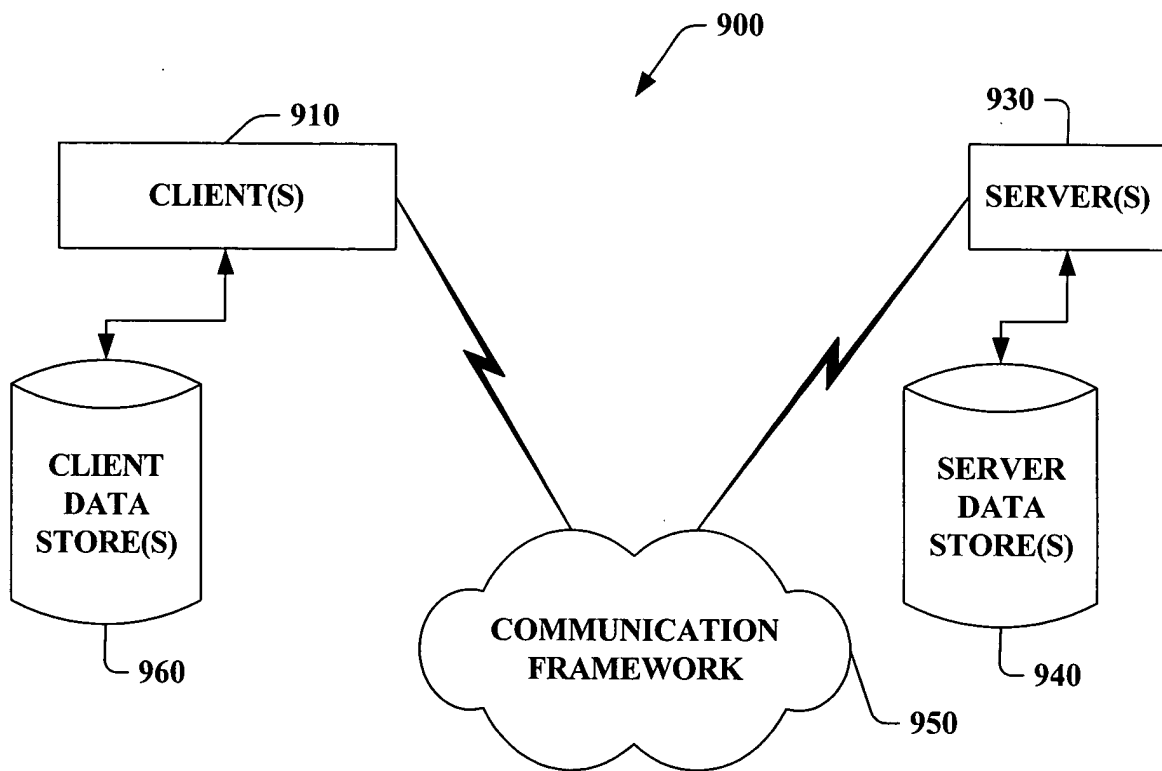 900
910
930
CLIENT(S)
SERVER(S)
CLIENT
DATA
STORE(S)
SERVER
DATA
STORE(S)
COMMUNICATION
FRAMEWORK
960
940
950